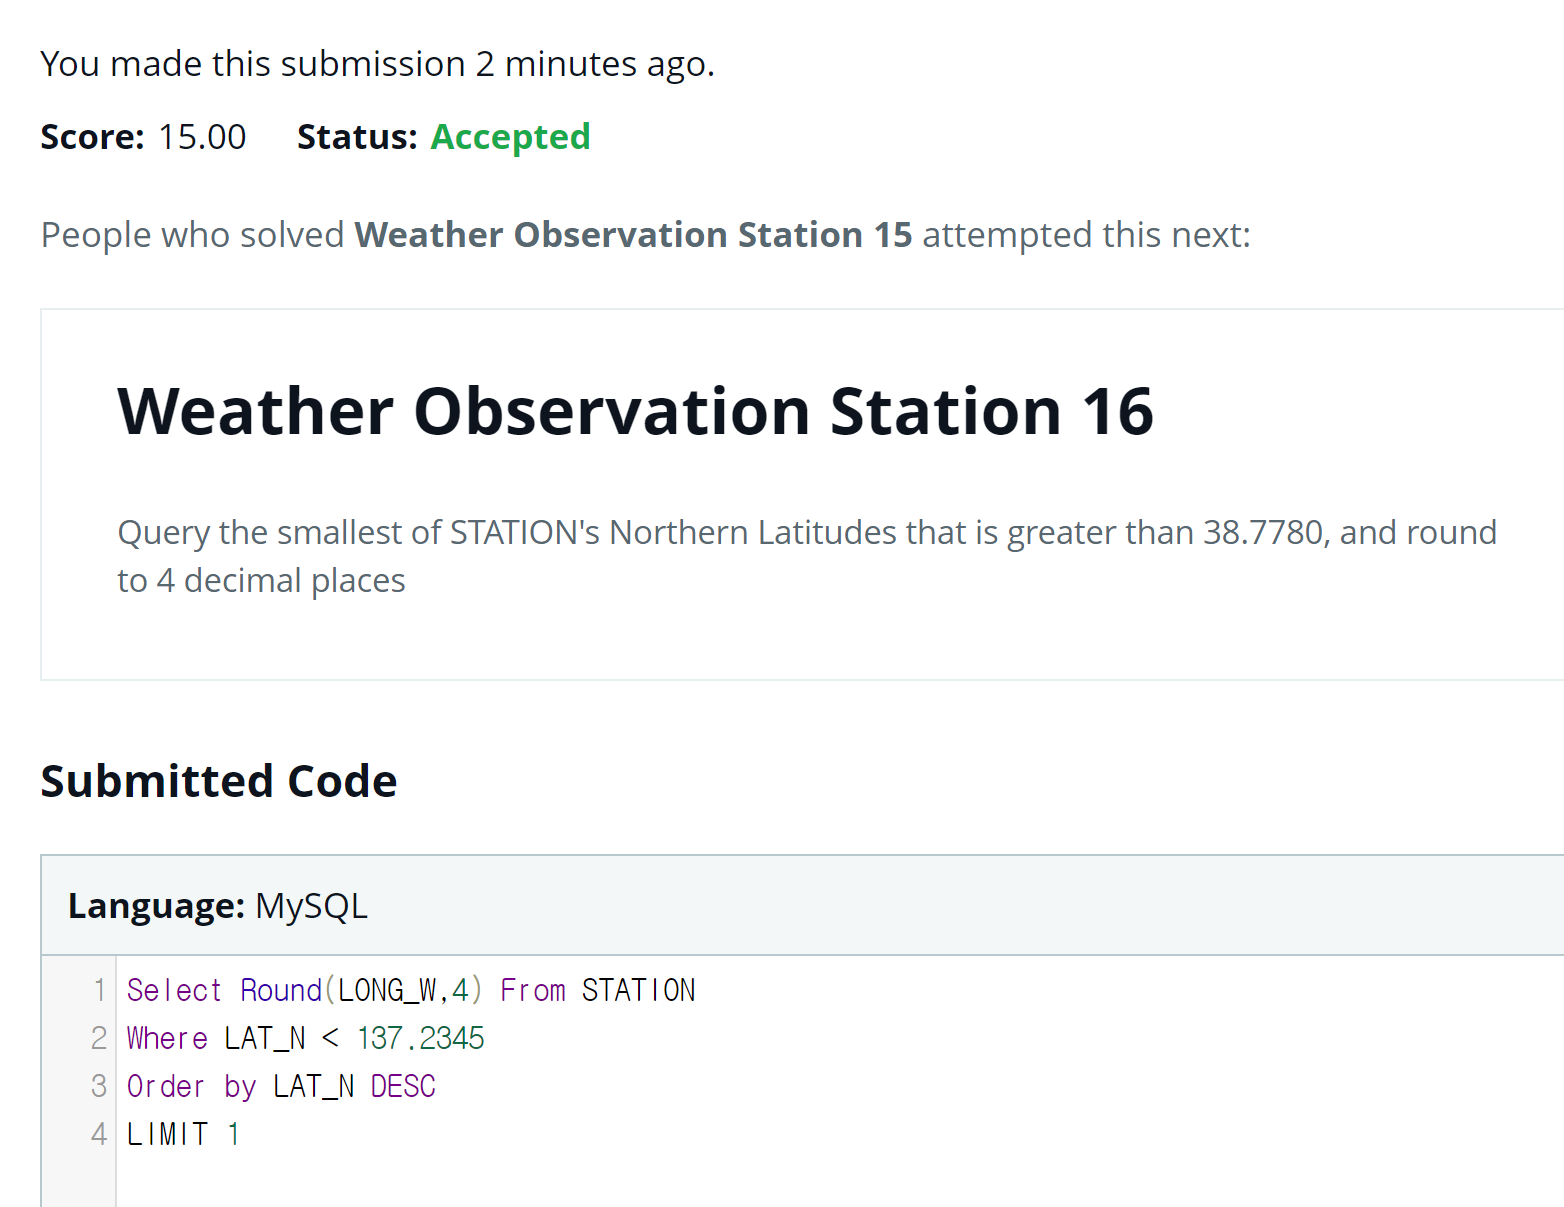 You made this submission 2 minutes ago.
Score: 15.00 Status: Accepted
People who solved Weather Observation Station 15 attempted this next:
Weather Observation Station 16
Query the smallest of STATION's Northern Latitudes that is greater than 38.7780, and round
to 4 decimal places
Submitted Code
Language: MySQL
1 Select Round(LONG_W,4) From STATION
2 Where LAT_N < 137.2345
3 Order by LAT_N DESC
4 LIMIT 1